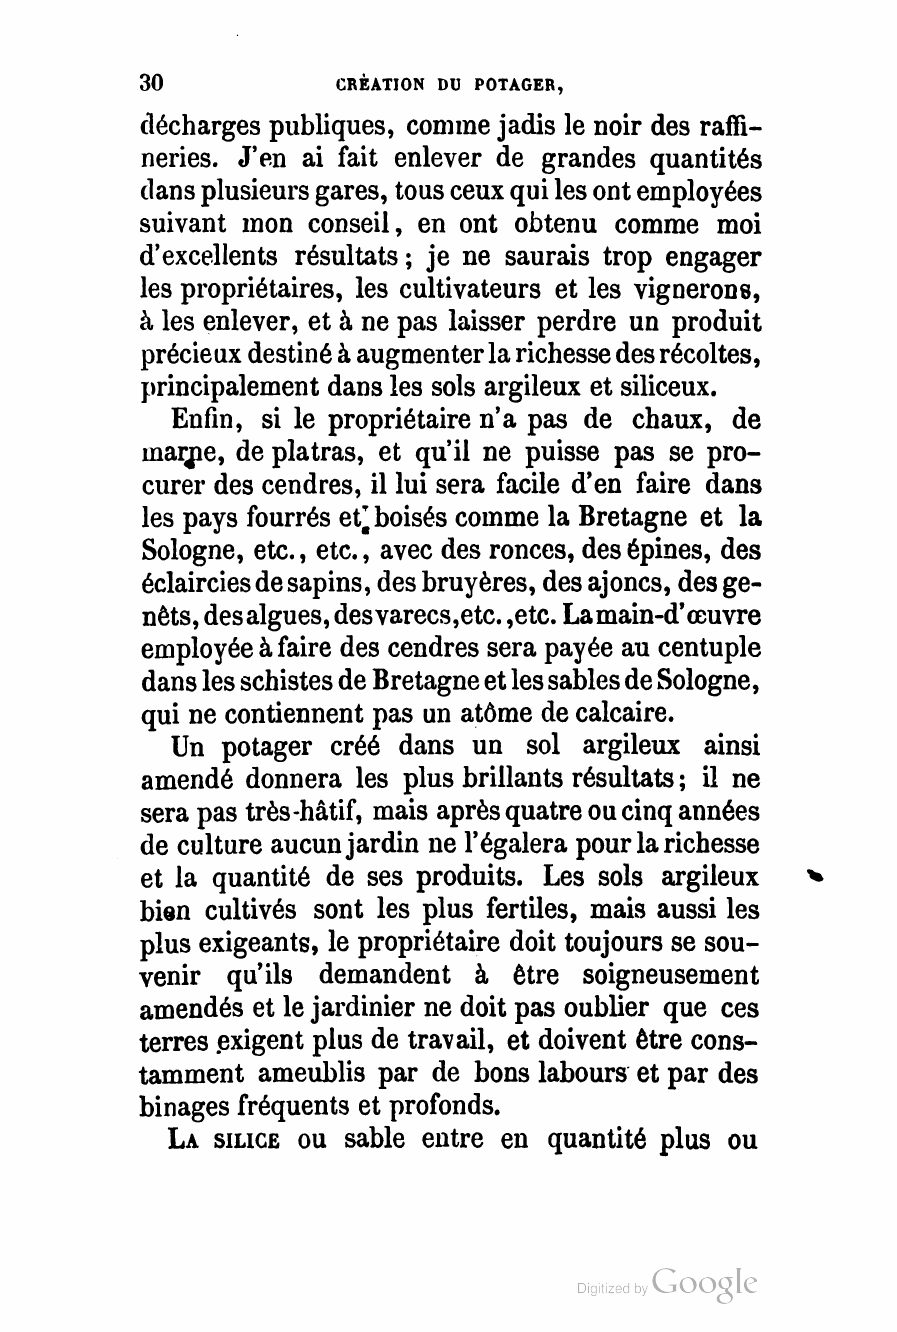 30 CRÉATION DU POTAGER,
décharges publiques, comme jadis le noir des raffi-
neries. J'en ai fait enlever de grandes quantités
dans plusieurs gares, tous ceux qui les ont employées
suivant mon conseil, en ont obtenu comme moi
d'excellents résultats ; je ne saurais trop engager
les propriétaires, les cultivateurs et les vignerons,
à les enlever, et à ne pas laisser perdre un produit
précieux destiné à augmenter la richesse des récoltes,
principalement dans les sols argileux et siliceux.
Enfin, si le propriétaire n'a pas de chaux, de
marne, de platras, et qu'il ne puisse pas se pro-
curer des cendres, il lui sera facile d'en faire dans
les pays fourrés et boisés comme la Bretagne et la
Sologne, etc., etc., avec des ronces, des épines, des
éclaircies de sapins, des bruyères, des ajoncs, des ge-
nêts, des algues, des varecs, etc., etc. La main-d'œuvre
employée à faire des cendres sera payée au centuple
dans les schistes de Bretagne et les sables de Sologne,
qui ne contiennent pas un atôme de calcaire.
Un potager créé dans un sol argileux ainsi
amendé donnera les plus brillants résultats ; il ne
sera pas très-hâtif, mais après quatre ou cinq années
de culture aucun jardin ne l'égalera pour la richesse
et la quantité de ses produits. Les sols argileux
bien cultivés sont les plus fertiles, mais aussi les
plus exigeants, le propriétaire doit toujours se sou-
venir qu'ils demandent à être soigneusement
amendés et le jardinier ne doit pas oublier que ces
terres exigent plus de travail, et doivent être cons-
tamment ameublis par de bons labours et par des
binages fréquents et profonds.
LA SILICE ou sable entre en quantité plus ou
Digitized by Google